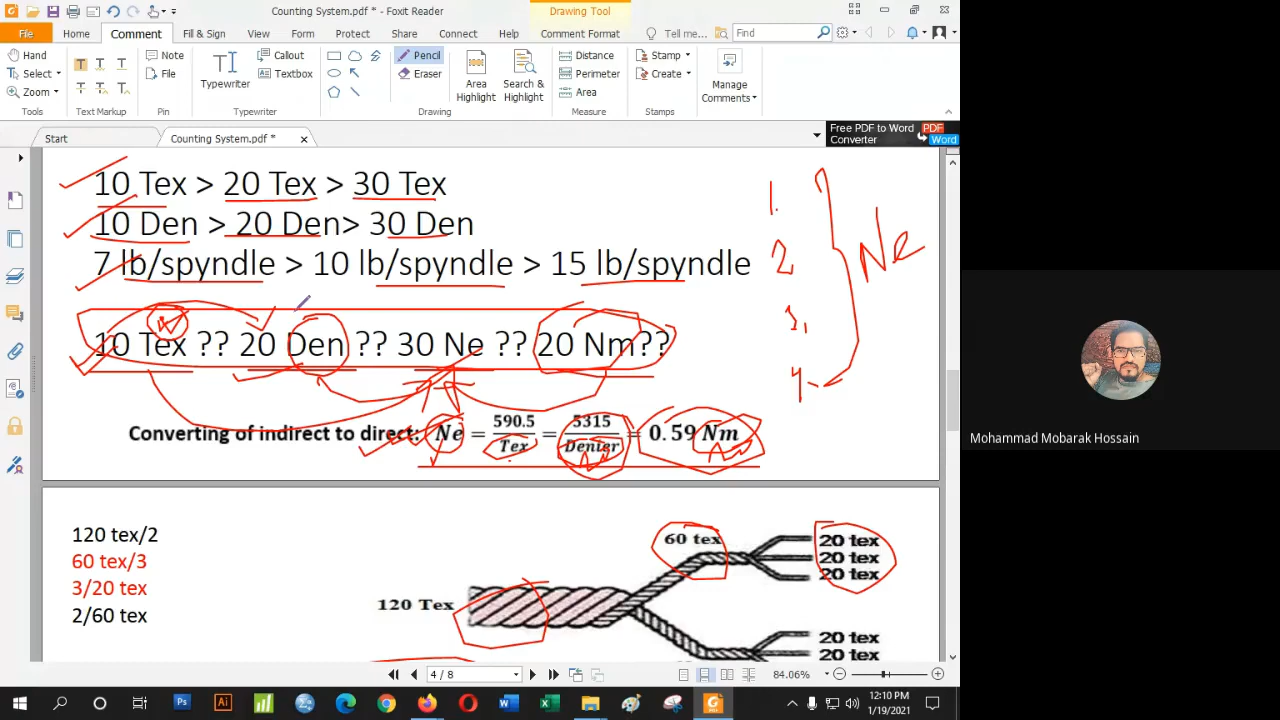 Counting System.pdf * - Foxit Reader
Drawing Tool
File Home Comment Fill & Sign View Form Protect Share Connect Help Comment Format Tell me... Find
Hand
Select
Zoom
Tools
T T T
T T T
Text Markup
Note
File
Pin
Typewriter
Callout
Textbox
Typewriter
Pencil
Eraser
Drawing
Area Highlight
Search & Highlight
Distance
Perimeter
Area
Measure
Stamp
Create
Stamps
Manage Comments
Start
Counting System.pdf *
Free PDF to Word Converter
PDF
Word
10 Tex > 20 Tex > 30 Tex
10 Den > 20 Den> 30 Den
7 lb/spyndle > 10 lb/spyndle > 15 lb/spyndle
10 Tex ?? 20 Den ?? 30 Ne ?? 20 Nm??
1.
2
3,
4
Ne
Converting of indirect to direct: Ne = 590.5/Tex = 5315/Denier = 0.59 Nm
120 tex/2
60 tex/3
3/20 tex
2/60 tex
120 Tex
60 tex
20 tex
20 tex
20 tex
20 tex
20 tex
Mohammad Mobarak Hossain
4 / 8
84.06%
Ps
Ai
W
X
12:10 PM
1/19/2021